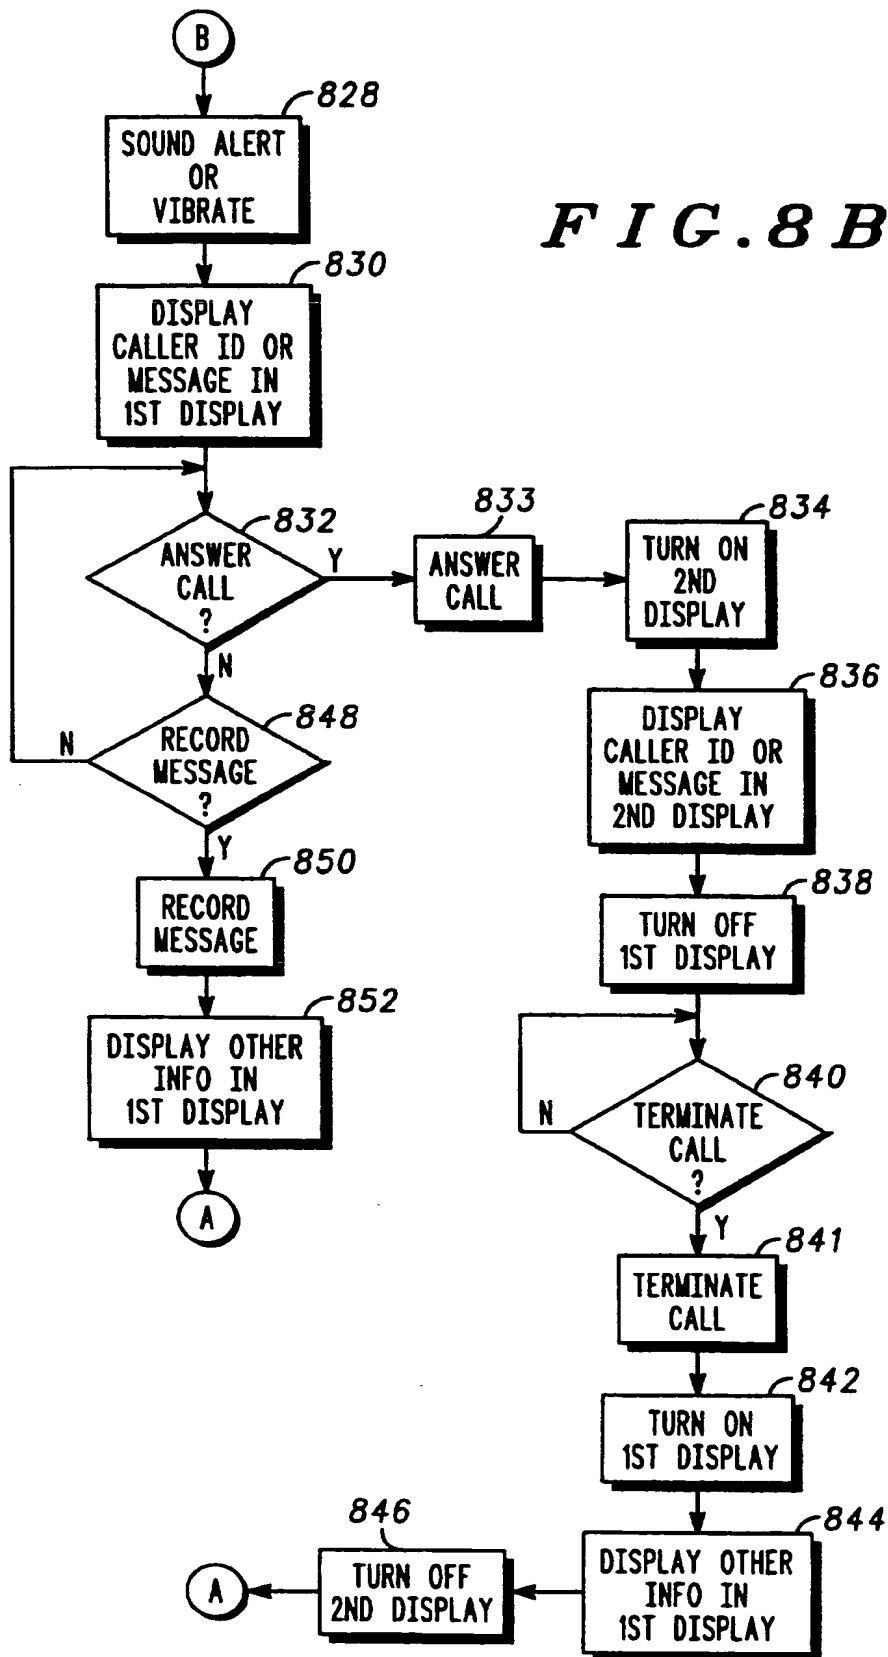 B
828
SOUND ALERT
OR
VIBRATE
FIG.8B
830
DISPLAY
CALLER ID OR
MESSAGE IN
1ST DISPLAY
832
ANSWER
CALL
?
Y
N
833
ANSWER
CALL
834
TURN ON
2ND
DISPLAY
836
DISPLAY
CALLER ID OR
MESSAGE IN
2ND DISPLAY
838
TURN OFF
1ST DISPLAY
848
RECORD
MESSAGE
?
N
Y
850
RECORD
MESSAGE
852
DISPLAY OTHER
INFO IN
1ST DISPLAY
A
840
TERMINATE
CALL
?
N
Y
841
TERMINATE
CALL
842
TURN ON
1ST DISPLAY
844
DISPLAY OTHER
INFO IN
1ST DISPLAY
846
TURN OFF
2ND DISPLAY
A